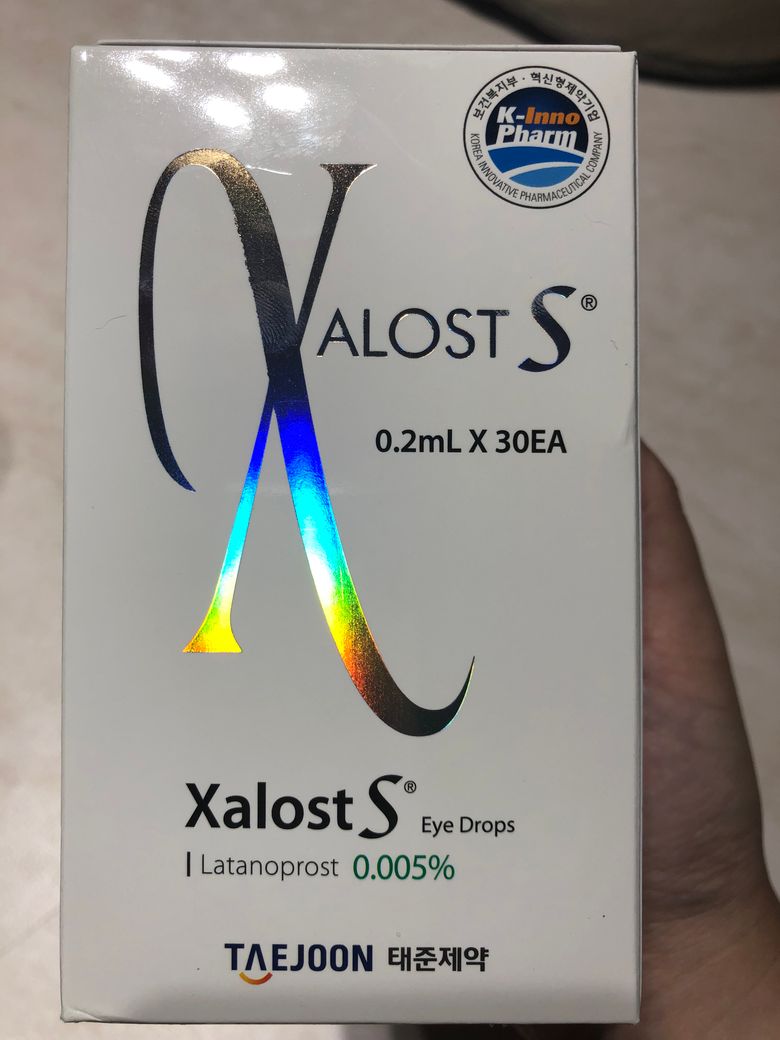 보건복지부 · 혁신형제약기업
K-Inno
Pharm
KOREA INNOVATIVE PHARMACEUTICAL COMPANY
XALOST S®
0.2mL X 30EA
Xalost S® Eye Drops
Latanoprost 0.005%
TAEJOON 태준제약